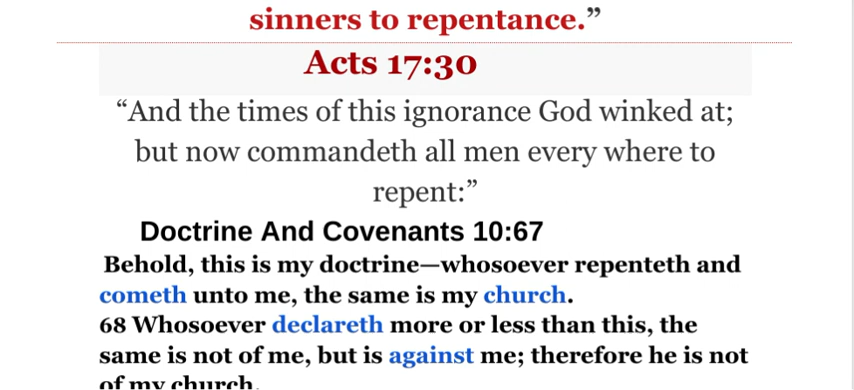 sinners to repentance.”
Acts 17:30
“And the times of this ignorance God winked at;
but now commandeth all men every where to
repent:”
Doctrine And Covenants 10:67
Behold, this is my doctrine—whosoever repenteth and
cometh unto me, the same is my church.
68 Whosoever declareth more or less than this, the
same is not of me, but is against me; therefore he is not
of my church.